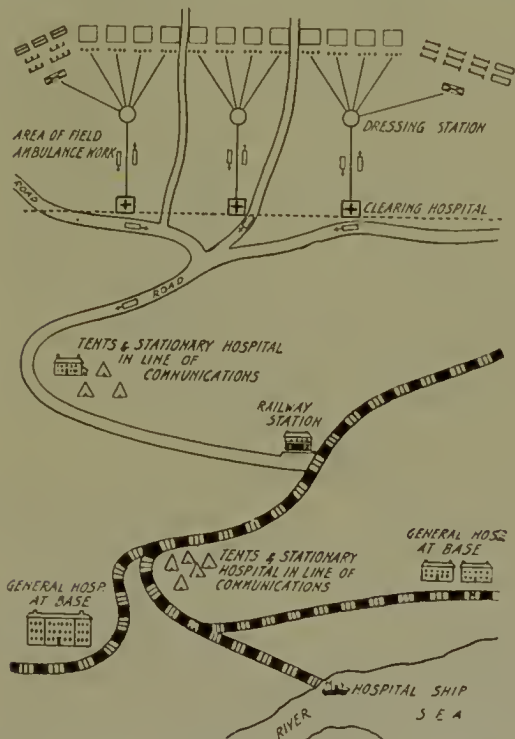 AREA OF FIELD
AMBULANCE WORK
DRESSING STATION
ROAD
CLEARING HOSPITAL
ROAD
TENTS & STATIONARY HOSPITAL
IN LINE OF
COMMUNICATIONS
RAILWAY
STATION
TENTS & STATIONARY
HOSPITAL IN LINE OF
COMMUNICATIONS
GENERAL HOSP.
AT BASE
GENERAL HOSP.
AT BASE
HOSPITAL SHIP
RIVER
SEA